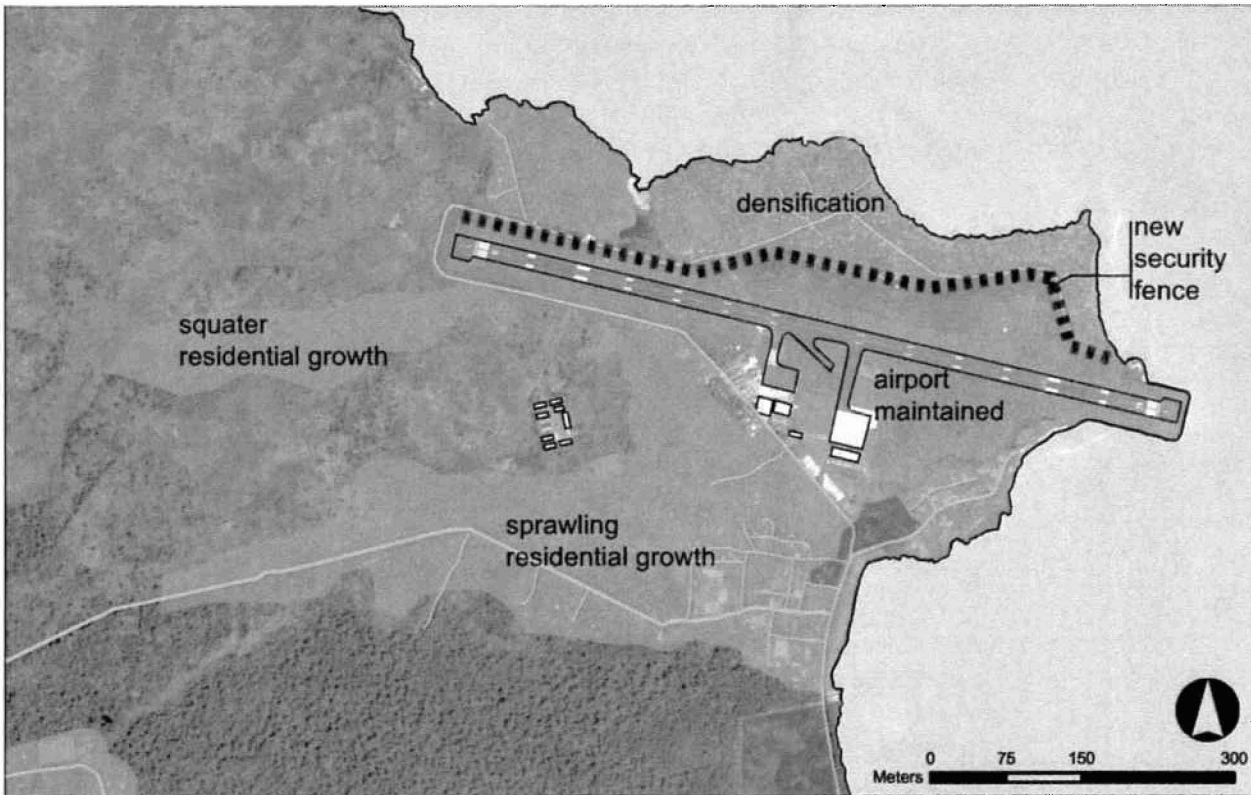 densification
new
security
fence
squater
residential growth
airport
maintained
sprawling
residential growth
Meters
0 75 150 300